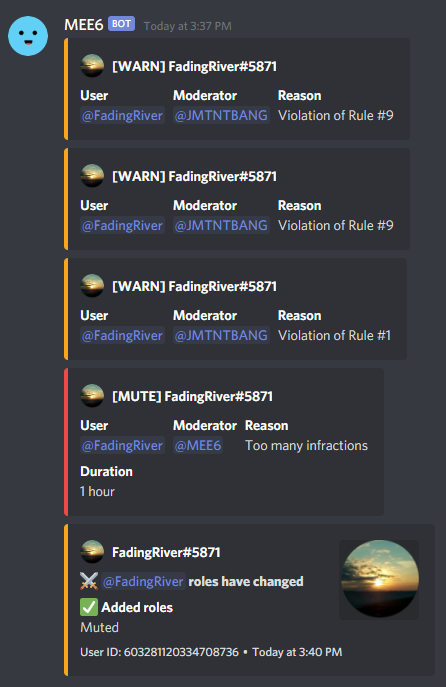 MEE6 BOT Today at 3:37 PM
[WARN] FadingRiver#5871
User Moderator Reason
@FadingRiver @JMTNTBANG Violation of Rule #9
[WARN] FadingRiver#5871
User Moderator Reason
@FadingRiver @JMTNTBANG Violation of Rule #9
[WARN] FadingRiver#5871
User Moderator Reason
@FadingRiver @JMTNTBANG Violation of Rule #1
[MUTE] FadingRiver#5871
User Moderator Reason
@FadingRiver @MEE6 Too many infractions
Duration
1 hour
FadingRiver#5871
⚔️ @FadingRiver roles have changed
✅ Added roles
Muted
User ID: 603281120334708736 • Today at 3:40 PM